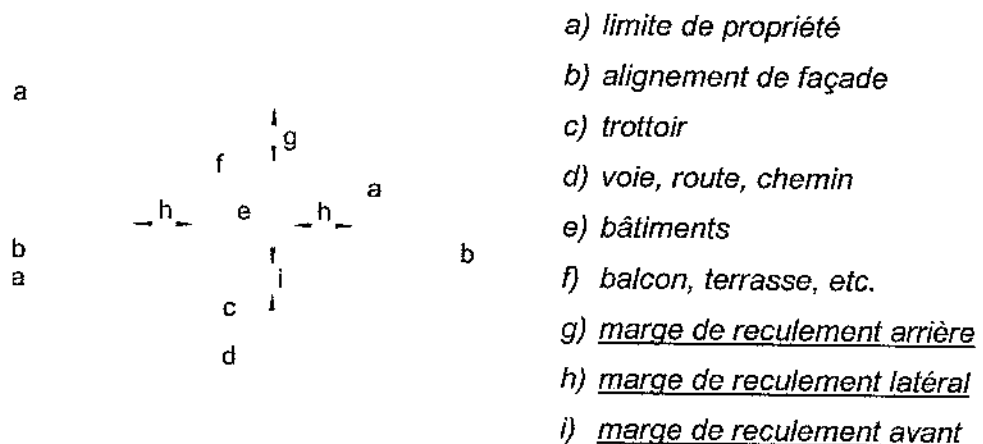 a) limite de propriété
b) alignement de façade
c) trottoir
d) voie, route, chemin
e) bâtiments
f) balcon, terrasse, etc.
g) marge de reculement arrière
h) marge de reculement latéral
i) marge de reculement avant
a
g
f
a
h e h
b b
a
i
c
d